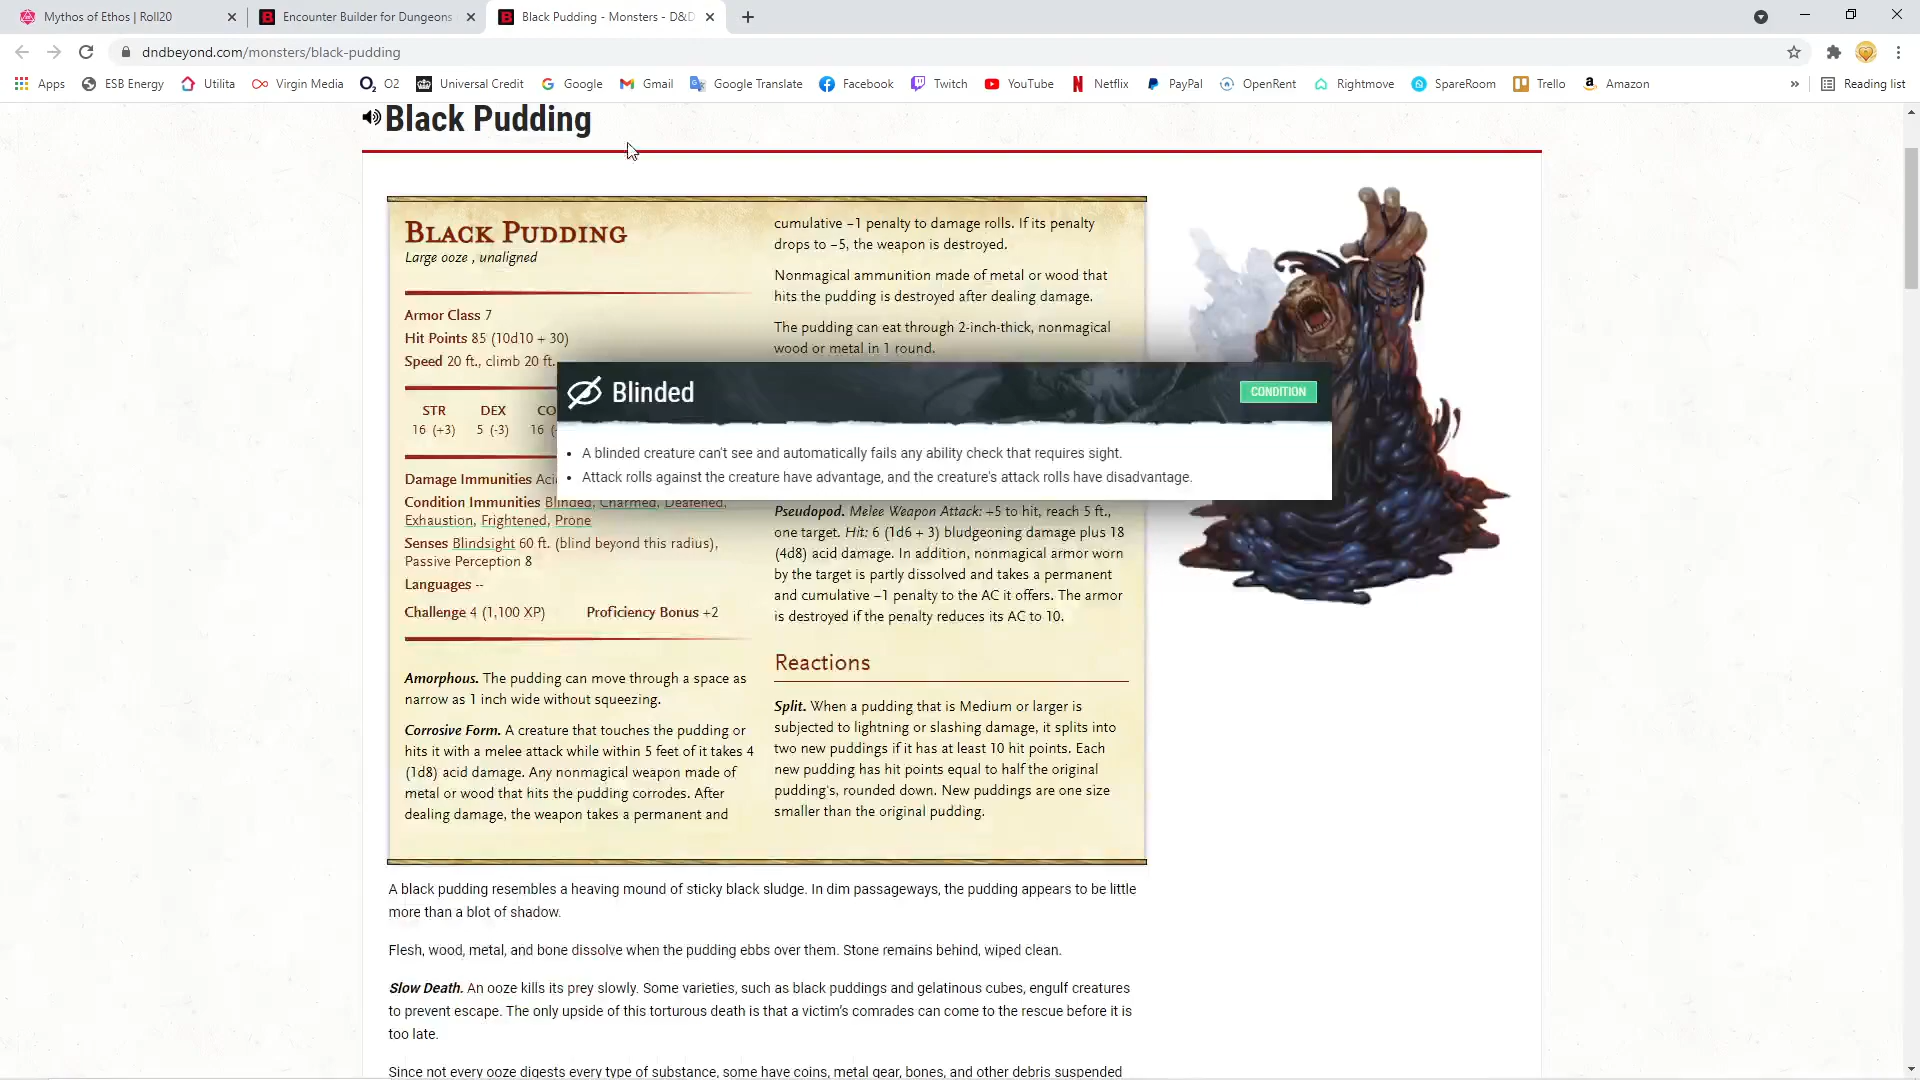 Mythos of Ethos | Roll20
Encounter Builder for Dungeons
Black Pudding - Monsters - D&D
dndbeyond.com/monsters/black-pudding
Apps ESB Energy Utilita Virgin Media O2 Universal Credit Google Gmail Google Translate Facebook Twitch YouTube Netflix PayPal OpenRent Rightmove SpareRoom Trello Amazon » Reading list
Black Pudding
BLACK PUDDING
Large ooze , unaligned
Armor Class 7
Hit Points 85 (10d10 + 30)
Speed 20 ft., climb 20 ft.
STR DEX CO
16 (+3) 5 (-3) 16 (
Damage Immunities Aci
Condition Immunities Blinded, Charmed, Deafened,
Exhaustion, Frightened, Prone
Senses Blindsight 60 ft. (blind beyond this radius),
Passive Perception 8
Languages --
Challenge 4 (1,100 XP) Proficiency Bonus +2
Amorphous. The pudding can move through a space as
narrow as 1 inch wide without squeezing.
Corrosive Form. A creature that touches the pudding or
hits it with a melee attack while within 5 feet of it takes 4
(1d8) acid damage. Any nonmagical weapon made of
metal or wood that hits the pudding corrodes. After
dealing damage, the weapon takes a permanent and
cumulative −1 penalty to damage rolls. If its penalty
drops to −5, the weapon is destroyed.
Nonmagical ammunition made of metal or wood that
hits the pudding is destroyed after dealing damage.
The pudding can eat through 2-inch-thick, nonmagical
wood or metal in 1 round.
Blinded
CONDITION
• A blinded creature can't see and automatically fails any ability check that requires sight.
• Attack rolls against the creature have advantage, and the creature's attack rolls have disadvantage.
Pseudopod. Melee Weapon Attack: +5 to hit, reach 5 ft.,
one target. Hit: 6 (1d6 + 3) bludgeoning damage plus 18
(4d8) acid damage. In addition, nonmagical armor worn
by the target is partly dissolved and takes a permanent
and cumulative −1 penalty to the AC it offers. The armor
is destroyed if the penalty reduces its AC to 10.
Reactions
Split. When a pudding that is Medium or larger is
subjected to lightning or slashing damage, it splits into
two new puddings if it has at least 10 hit points. Each
new pudding has hit points equal to half the original
pudding's, rounded down. New puddings are one size
smaller than the original pudding.
A black pudding resembles a heaving mound of sticky black sludge. In dim passageways, the pudding appears to be little
more than a blot of shadow.
Flesh, wood, metal, and bone dissolve when the pudding ebbs over them. Stone remains behind, wiped clean.
Slow Death. An ooze kills its prey slowly. Some varieties, such as black puddings and gelatinous cubes, engulf creatures
to prevent escape. The only upside of this torturous death is that a victim's comrades can come to the rescue before it is
too late.
Since not every ooze digests every type of substance, some have coins, metal gear, bones, and other debris suspended